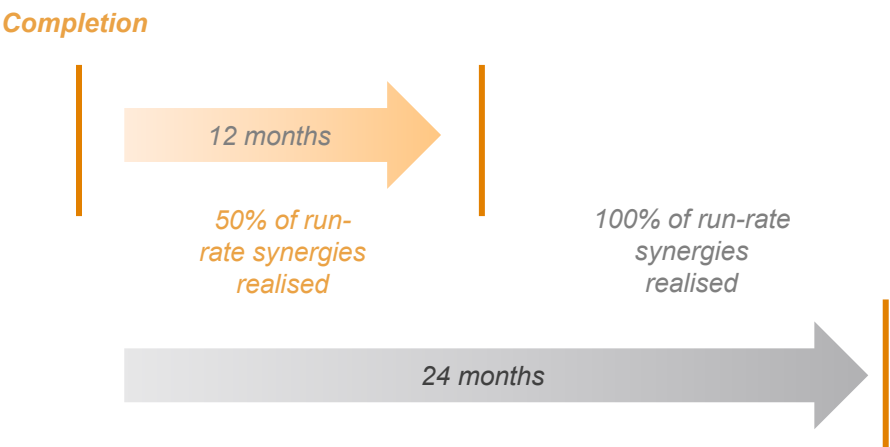 Completion
12 months
50% of run-
rate synergies
realised
100% of run-rate
synergies
realised
24 months